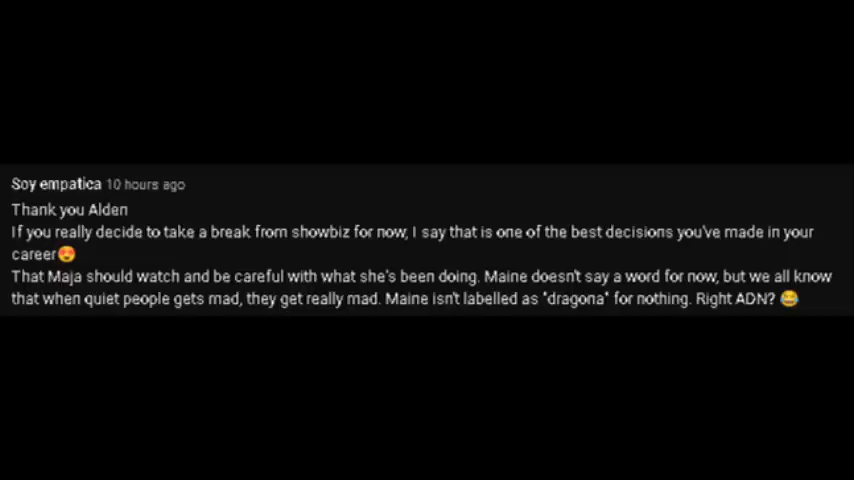 Soy empatica 10 hours ago
Thank you Alden
If you really decide to take a break from showbiz for now, I say that is one of the best decisions you've made in your
career😍
That Maja should watch and be careful with what she's been doing. Maine doesn't say a word for now, but we all know
that when quiet people gets mad, they get really mad. Maine isn't labelled as "dragona" for nothing. Right ADN? 😂